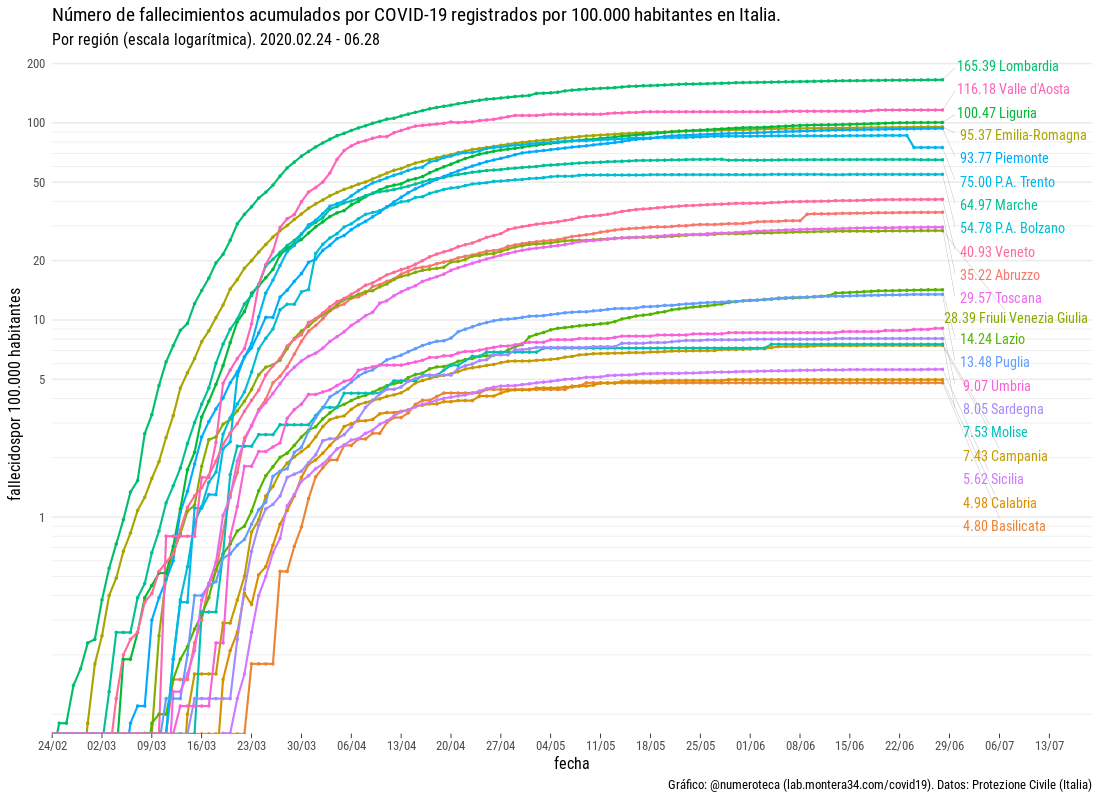 Número de fallecimientos acumulados por COVID-19 registrados por 100.000 habitantes en Italia.
Por región (escala logarítmica). 2020.02.24 - 06.28
fallecidospor 100.000 habitantes
200
100
50
20
10
5
1
165.39 Lombardia
116.18 Valle d'Aosta
100.47 Liguria
95.37 Emilia-Romagna
93.77 Piemonte
75.00 P.A. Trento
64.97 Marche
54.78 P.A. Bolzano
40.93 Veneto
35.22 Abruzzo
29.57 Toscana
28.39 Friuli Venezia Giulia
14.24 Lazio
13.48 Puglia
9.07 Umbria
8.05 Sardegna
7.53 Molise
7.43 Campania
5.62 Sicilia
4.98 Calabria
4.80 Basilicata
24/02 02/03 09/03 16/03 23/03 30/03 06/04 13/04 20/04 27/04 04/05 11/05 18/05 25/05 01/06 08/06 15/06 22/06 29/06 06/07 13/07
fecha
Gráfico: @numeroteca (lab.montera34.com/covid19). Datos: Protezione Civile (Italia)